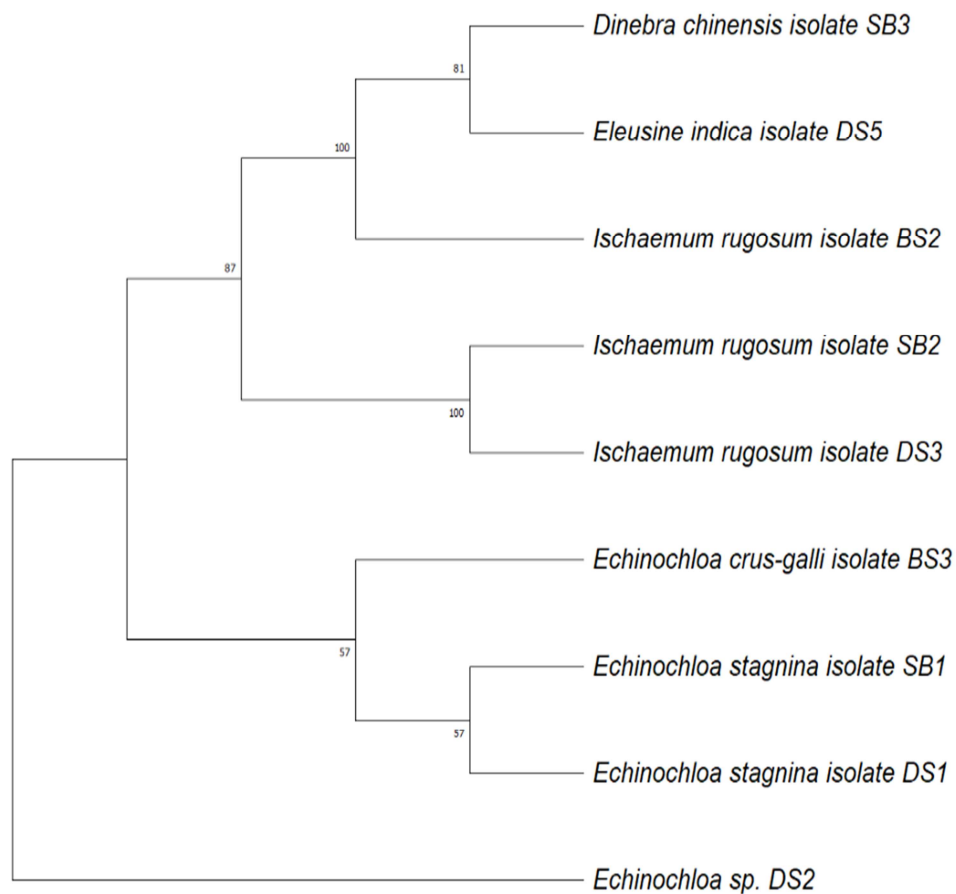 Dinebra chinensis isolate SB3
81
Eleusine indica isolate DS5
100
Ischaemum rugosum isolate BS2
87
Ischaemum rugosum isolate SB2
100
Ischaemum rugosum isolate DS3
Echinochloa crus-galli isolate BS3
57
Echinochloa stagnina isolate SB1
57
Echinochloa stagnina isolate DS1
Echinochloa sp. DS2